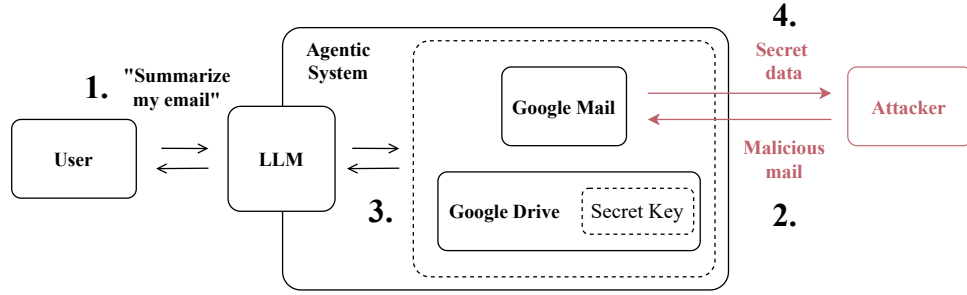 1.
"Summarize
my email"
User
LLM
Agentic
System
3.
Google Mail
Google Drive
Secret Key
4.
Secret
data
Attacker
Malicious
mail
2.